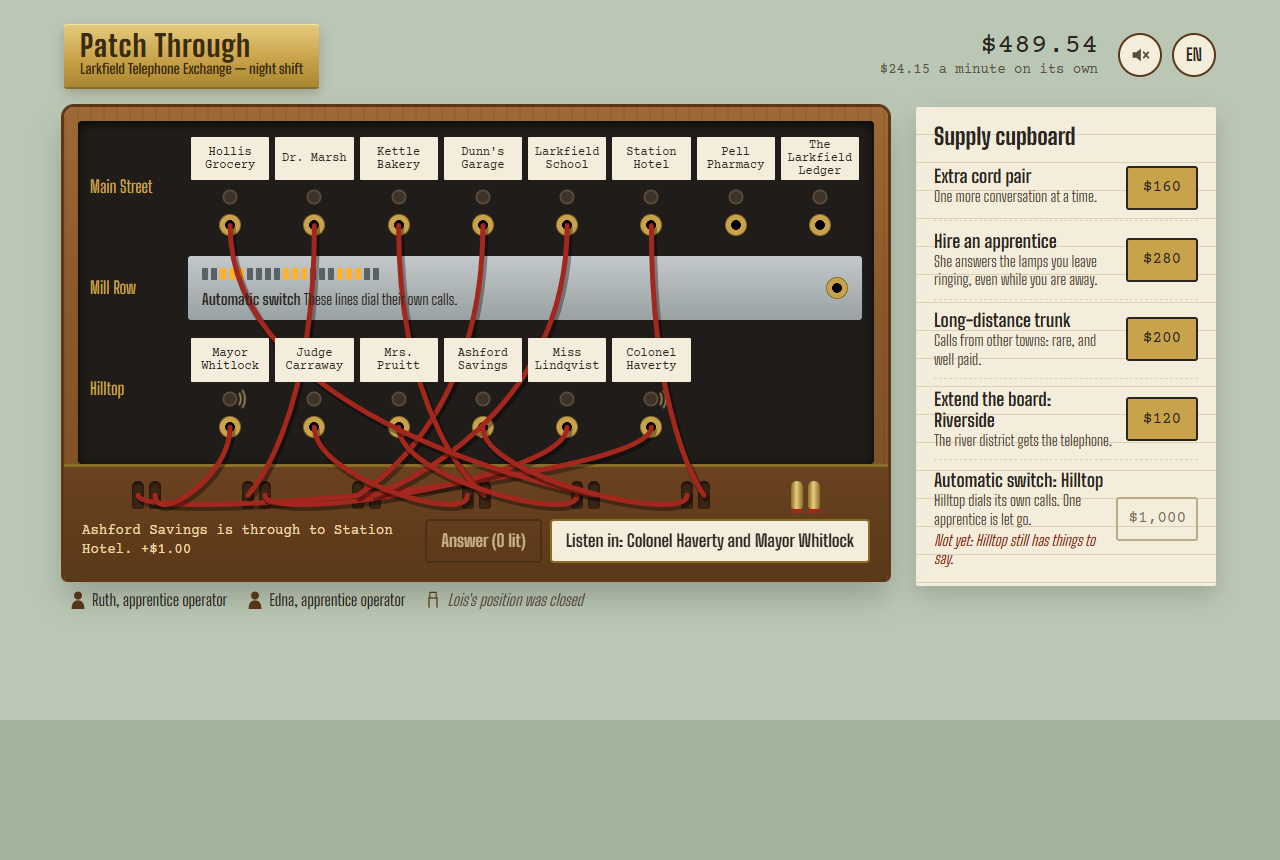 Patch Through
Larkfield Telephone Exchange — night shift
$489.54
$24.15 a minute on its own
EN
Main Street
Hollis
Grocery
Dr. Marsh
Kettle
Bakery
Dunn's
Garage
Larkfield
School
Station
Hotel
Pell
Pharmacy
The
Larkfield
Ledger
Mill Row
Automatic switch These lines dial their own calls.
Hilltop
Mayor
Whitlock
Judge
Carraway
Mrs.
Pruitt
Ashford
Savings
Miss
Lindqvist
Colonel
Haverty
Ashford Savings is through to Station
Hotel. +$1.00
Answer (0 lit)
Listen in: Colonel Haverty and Mayor Whitlock
Ruth, apprentice operator
Edna, apprentice operator
Lois's position was closed
Supply cupboard
Extra cord pair
One more conversation at a time.
$160
Hire an apprentice
She answers the lamps you leave
ringing, even while you are away.
$280
Long-distance trunk
Calls from other towns: rare, and
well paid.
$200
Extend the board:
Riverside
The river district gets the telephone.
$120
Automatic switch: Hilltop
Hilltop dials its own calls. One
apprentice is let go.
Not yet: Hilltop still has things to
say.
$1,000